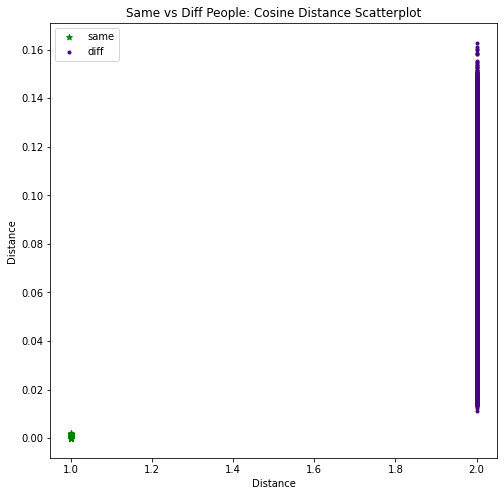 Same vs Diff People: Cosine Distance Scatterplot
same
diff
Distance
0.16
0.14
0.12
0.10
0.08
0.06
0.04
0.02
0.00
1.0 1.2 1.4 1.6 1.8 2.0
Distance